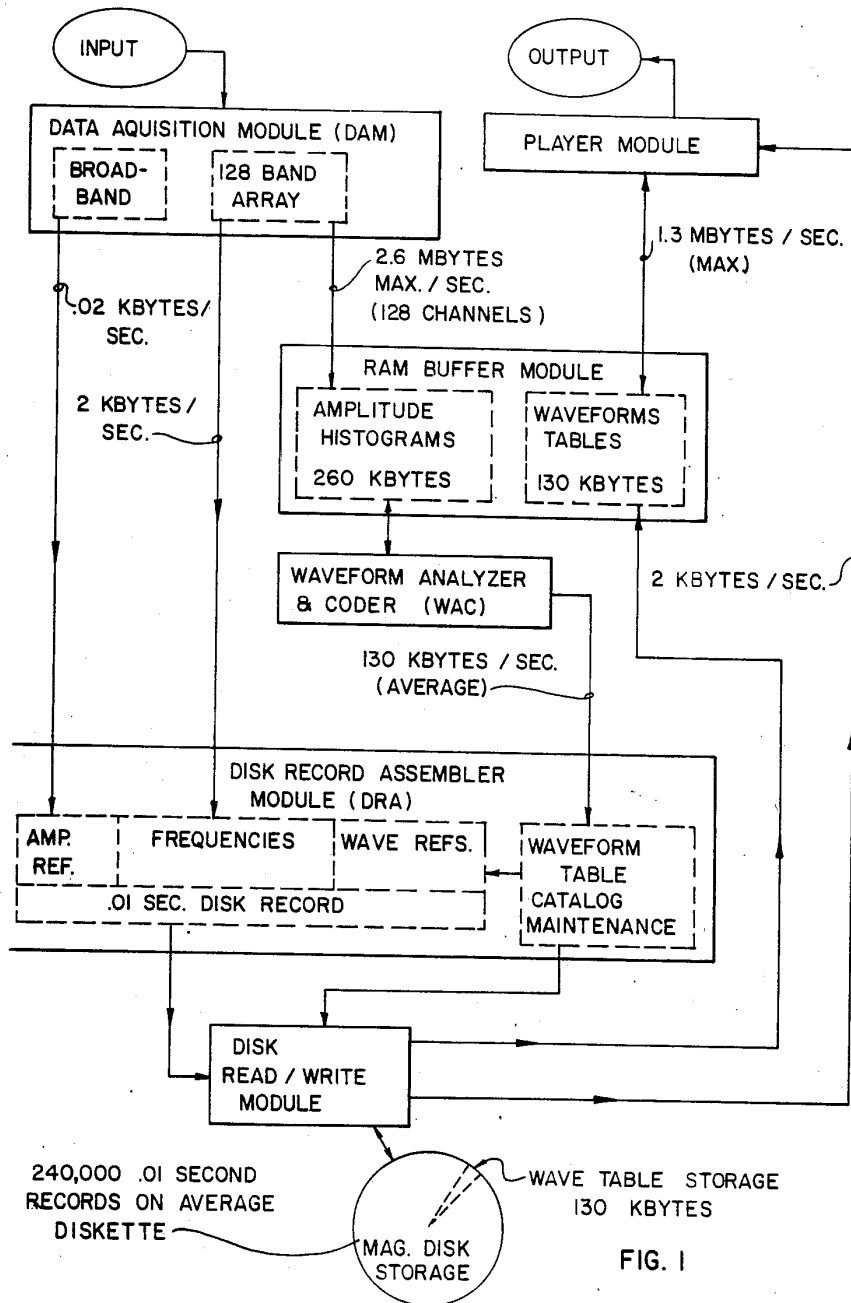 INPUT
OUTPUT
DATA AQUISITION MODULE (DAM)
BROAD-
BAND
128 BAND
ARRAY
PLAYER MODULE
2.6 MBYTES
MAX. / SEC.
(128 CHANNELS)
1.3 MBYTES / SEC.
(MAX.)
.02 KBYTES/
SEC.
2 KBYTES/
SEC.
RAM BUFFER MODULE
AMPLITUDE
HISTOGRAMS
260 KBYTES
WAVEFORMS
TABLES
130 KBYTES
WAVEFORM ANALYZER
& CODER (WAC)
2 KBYTES / SEC.
130 KBYTES / SEC.
(AVERAGE)
DISK RECORD ASSEMBLER
MODULE (DRA)
AMP.
REF.
FREQUENCIES
WAVE REFS.
.01 SEC. DISK RECORD
WAVEFORM
TABLE
CATALOG
MAINTENANCE
DISK
READ / WRITE
MODULE
240,000 .01 SECOND
RECORDS ON AVERAGE
DISKETTE
WAVE TABLE STORAGE
130 KBYTES
MAG. DISK
STORAGE
FIG. 1